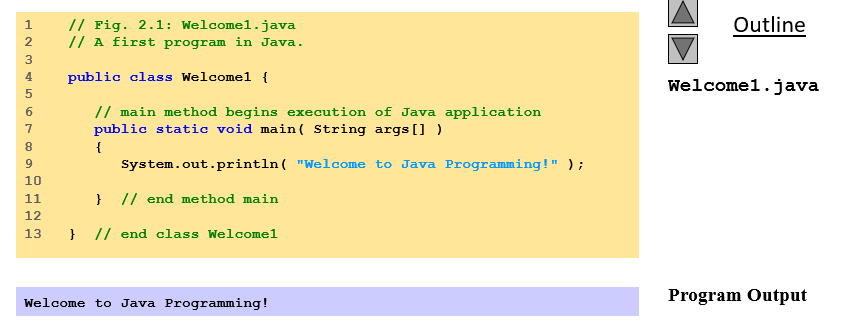 1 // Fig. 2.1: Welcome1.java
2 // A first program in Java.
3
4 public class Welcome1 {
5
6 // main method begins execution of Java application
7 public static void main( String args[] )
8 {
9 System.out.println( "Welcome to Java Programming!" );
10
11 } // end method main
12
13 } // end class Welcome1
Outline
Welcome1.java
Welcome to Java Programming!
Program Output